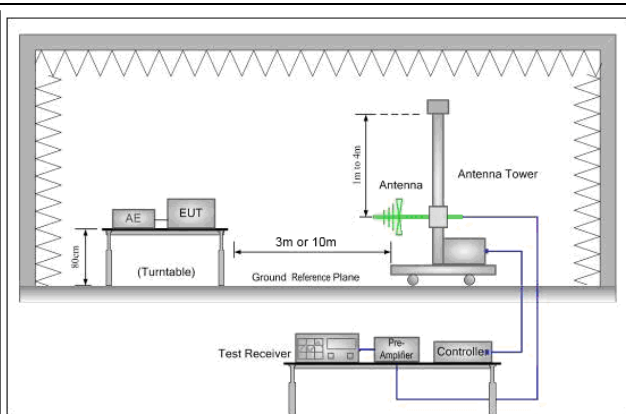 1m to 4m
Antenna
Antenna Tower
AE
EUT
80cm
(Turntable)
3m or 10m
Ground Reference Plane
Test Receiver
Pre-
Amplifier
Controller